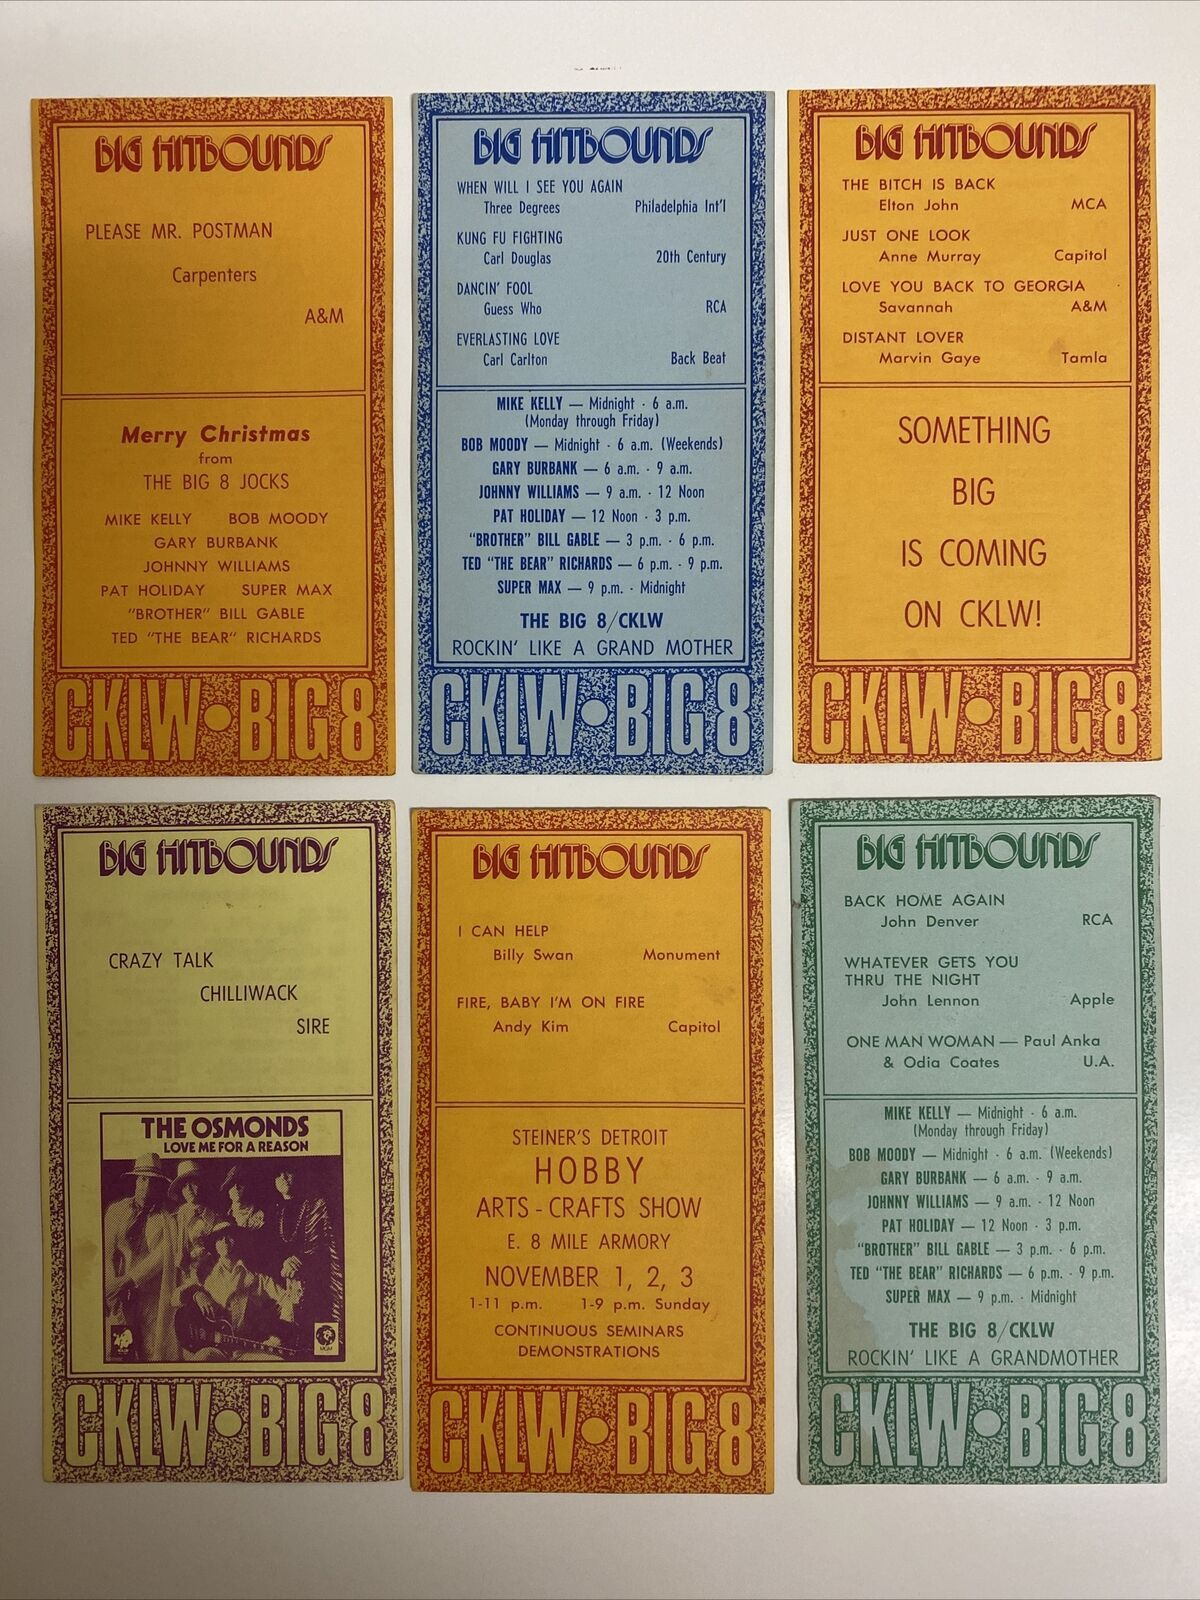 BIG HITBOUNDS
PLEASE MR. POSTMAN
Carpenters
A&M
Merry Christmas
from
THE BIG 8 JOCKS
MIKE KELLY BOB MOODY
GARY BURBANK
JOHNNY WILLIAMS
PAT HOLIDAY SUPER MAX
"BROTHER" BILL GABLE
TED "THE BEAR" RICHARDS
CKLW • BIG 8
BIG HITBOUNDS
WHEN WILL I SEE YOU AGAIN
Three Degrees Philadelphia Int'l
KUNG FU FIGHTING
Carl Douglas 20th Century
DANCIN' FOOL
Guess Who RCA
EVERLASTING LOVE
Carl Carlton Back Beat
MIKE KELLY — Midnight - 6 a.m.
(Monday through Friday)
BOB MOODY — Midnight - 6 a.m. (Weekends)
GARY BURBANK — 6 a.m. - 9 a.m.
JOHNNY WILLIAMS — 9 a.m. - 12 Noon
PAT HOLIDAY — 12 Noon - 3 p.m.
"BROTHER" BILL GABLE — 3 p.m. - 6 p.m.
TED "THE BEAR" RICHARDS — 6 p.m. - 9 p.m.
SUPER MAX — 9 p.m. - Midnight
THE BIG 8/CKLW
ROCKIN' LIKE A GRAND MOTHER
CKLW • BIG 8
BIG HITBOUNDS
THE BITCH IS BACK
Elton John MCA
JUST ONE LOOK
Anne Murray Capitol
LOVE YOU BACK TO GEORGIA
Savannah A&M
DISTANT LOVER
Marvin Gaye Tamla
SOMETHING
BIG
IS COMING
ON CKLW!
CKLW • BIG 8
BIG HITBOUNDS
CRAZY TALK
CHILLIWACK
SIRE
THE OSMONDS
LOVE ME FOR A REASON
MGM
CKLW • BIG 8
BIG HITBOUNDS
I CAN HELP
Billy Swan Monument
FIRE, BABY I'M ON FIRE
Andy Kim Capitol
STEINER'S DETROIT
HOBBY
ARTS - CRAFTS SHOW
E. 8 MILE ARMORY
NOVEMBER 1, 2, 3
1-11 p.m. 1-9 p.m. Sunday
CONTINUOUS SEMINARS
DEMONSTRATIONS
CKLW • BIG 8
BIG HITBOUNDS
BACK HOME AGAIN
John Denver RCA
WHATEVER GETS YOU
THRU THE NIGHT
John Lennon Apple
ONE MAN WOMAN — Paul Anka
& Odia Coates U.A.
MIKE KELLY — Midnight - 6 a.m.
(Monday through Friday)
BOB MOODY — Midnight - 6 a.m. (Weekends)
GARY BURBANK — 6 a.m. - 9 a.m.
JOHNNY WILLIAMS — 9 a.m. - 12 Noon
PAT HOLIDAY — 12 Noon - 3 p.m.
"BROTHER" BILL GABLE — 3 p.m. - 6 p.m.
TED "THE BEAR" RICHARDS — 6 p.m. - 9 p.m.
SUPER MAX — 9 p.m. - Midnight
THE BIG 8/CKLW
ROCKIN' LIKE A GRANDMOTHER
CKLW • BIG 8